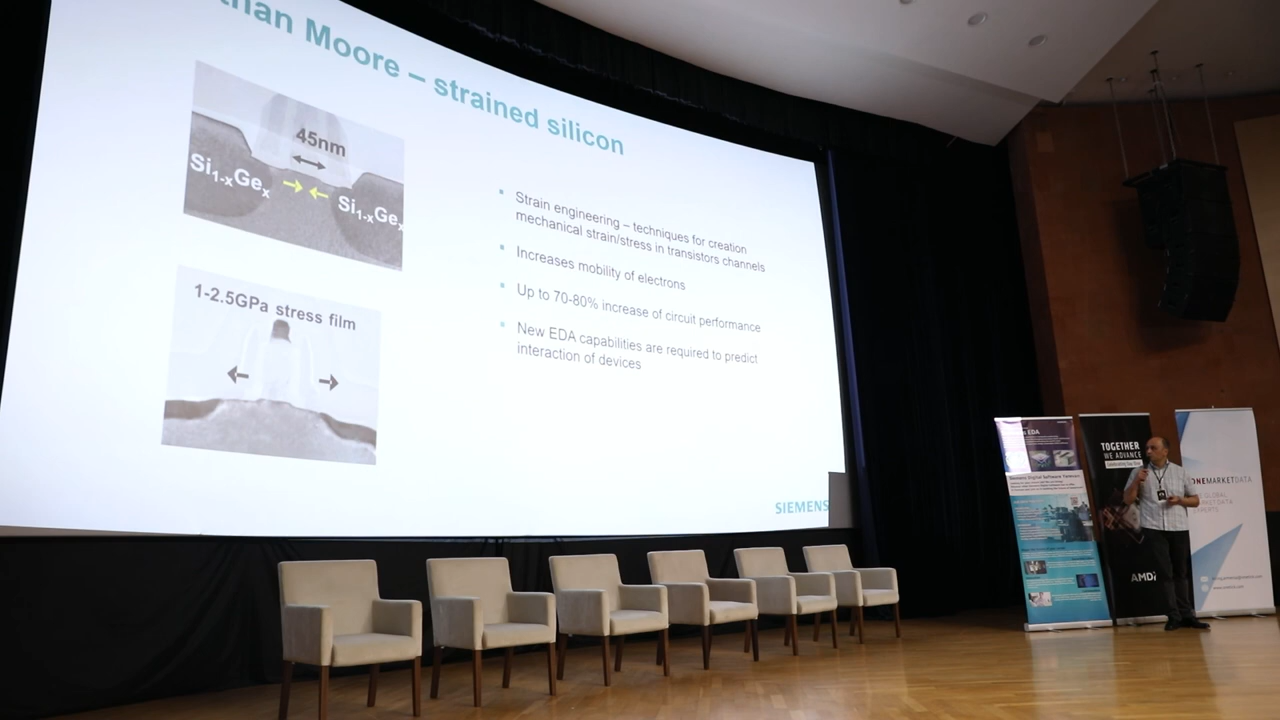 than Moore – strained silicon
45nm
Si1-xGex
Si1-xGex
1-2.5GPa stress film
Strain engineering – techniques for creation
mechanical strain/stress in transistors channels
Increases mobility of electrons
Up to 70-80% increase of circuit performance
New EDA capabilities are required to predict
interaction of devices
SIEMENS
EDA
TOGETHER
WE ADVANCE
AMD
ONEMARKETDATA